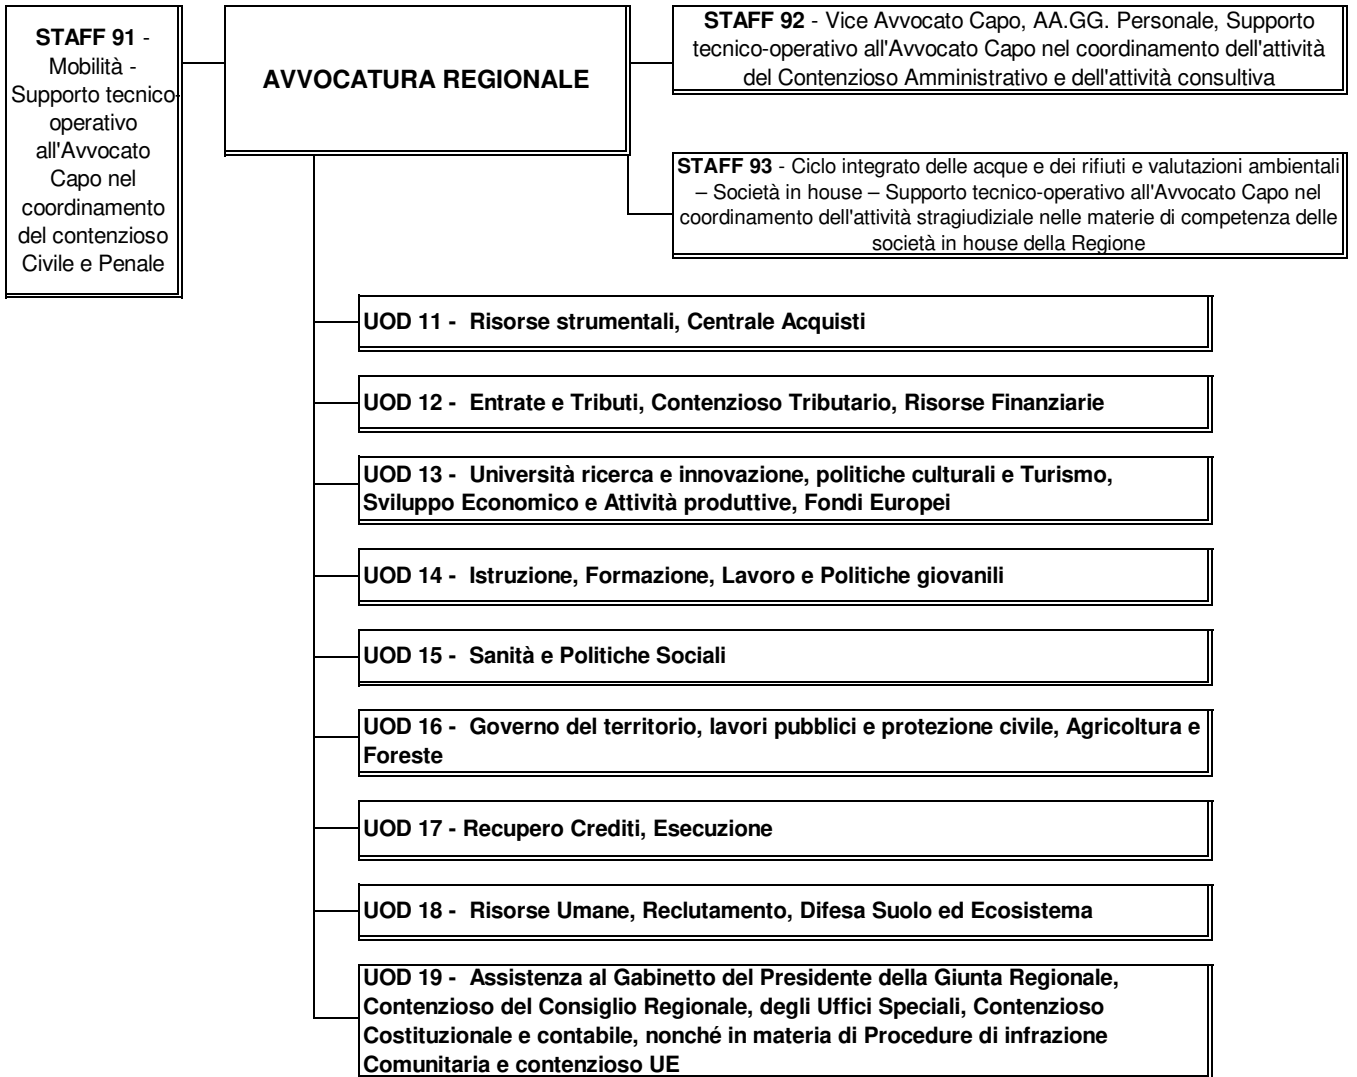 STAFF 91 -
Mobilità -
Supporto tecnico-
operativo
all'Avvocato
Capo nel
coordinamento
del contenzioso
Civile e Penale
AVVOCATURA REGIONALE
STAFF 92 - Vice Avvocato Capo, AA.GG. Personale, Supporto
tecnico-operativo all'Avvocato Capo nel coordinamento dell'attività
del Contenzioso Amministrativo e dell'attività consultiva
STAFF 93 - Ciclo integrato delle acque e dei rifiuti e valutazioni ambientali
– Società in house – Supporto tecnico-operativo all'Avvocato Capo nel
coordinamento dell'attività stragiudiziale nelle materie di competenza delle
società in house della Regione
UOD 11 - Risorse strumentali, Centrale Acquisti
UOD 12 - Entrate e Tributi, Contenzioso Tributario, Risorse Finanziarie
UOD 13 - Università ricerca e innovazione, politiche culturali e Turismo,
Sviluppo Economico e Attività produttive, Fondi Europei
UOD 14 - Istruzione, Formazione, Lavoro e Politiche giovanili
UOD 15 - Sanità e Politiche Sociali
UOD 16 - Governo del territorio, lavori pubblici e protezione civile, Agricoltura e
Foreste
UOD 17 - Recupero Crediti, Esecuzione
UOD 18 - Risorse Umane, Reclutamento, Difesa Suolo ed Ecosistema
UOD 19 - Assistenza al Gabinetto del Presidente della Giunta Regionale,
Contenzioso del Consiglio Regionale, degli Uffici Speciali, Contenzioso
Costituzionale e contabile, nonché in materia di Procedure di infrazione
Comunitaria e contenzioso UE